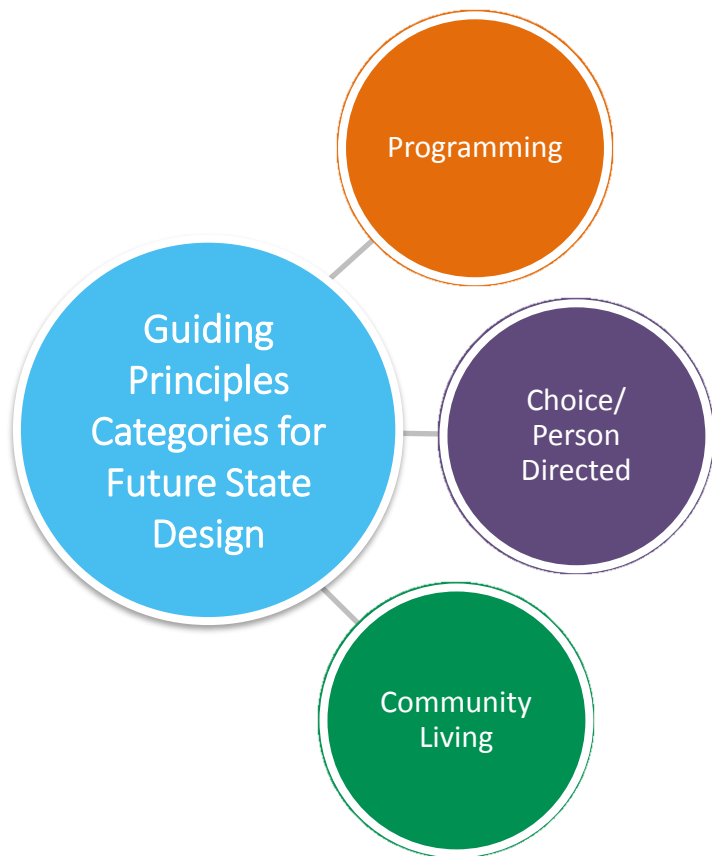 Programming
Guiding
Principles
Categories for
Future State
Design
Choice/
Person
Directed
Community
Living